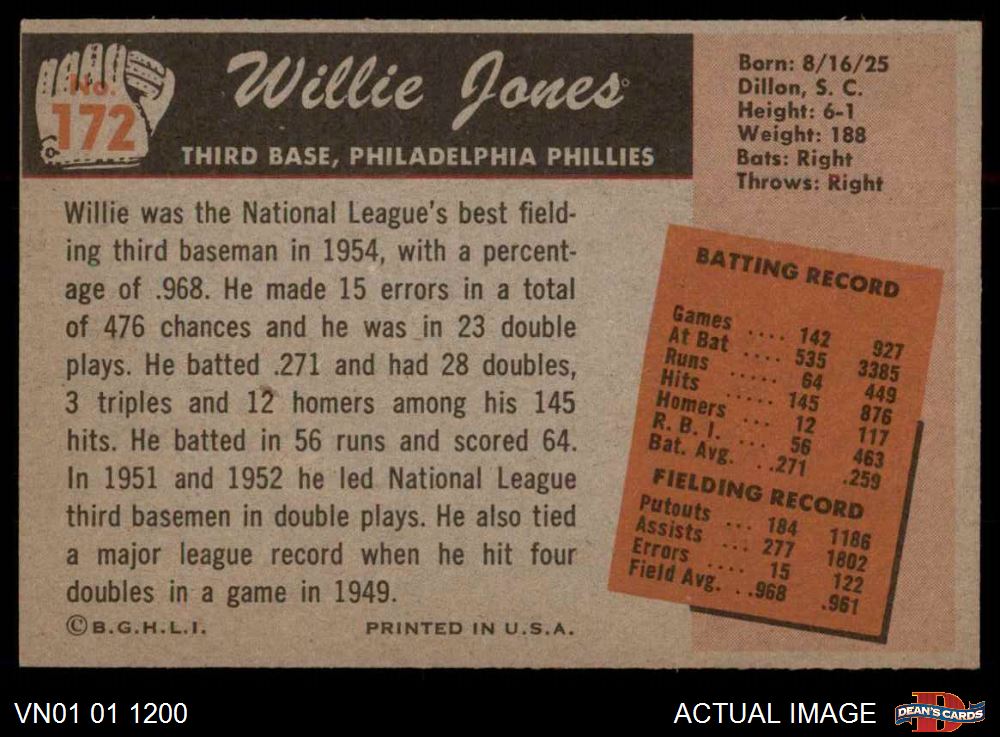 No.
172
Willie Jones
THIRD BASE, PHILADELPHIA PHILLIES
Born: 8/16/25
Dillon, S. C.
Height: 6-1
Weight: 188
Bats: Right
Throws: Right
Willie was the National League's best field-
ing third baseman in 1954, with a percent-
age of .968. He made 15 errors in a total
of 476 chances and he was in 23 double
plays. He batted .271 and had 28 doubles,
3 triples and 12 homers among his 145
hits. He batted in 56 runs and scored 64.
In 1951 and 1952 he led National League
third basemen in double plays. He also tied
a major league record when he hit four
doubles in a game in 1949.
©B.G.H.L.I. PRINTED IN U.S.A.
BATTING RECORD
Games .... 142 927
At Bat .... 535 3385
Runs ..... 64 449
Hits ..... 145 876
Homers ... 12 117
R. B. I. ... 56 463
Bat. Avg. ..271 .259
FIELDING RECORD
Putouts ... 184 1186
Assists ... 277 1802
Errors .... 15 122
Field Avg. ..968 .961
VN01 01 1200
ACTUAL IMAGE
D
DEAN'S CARDS